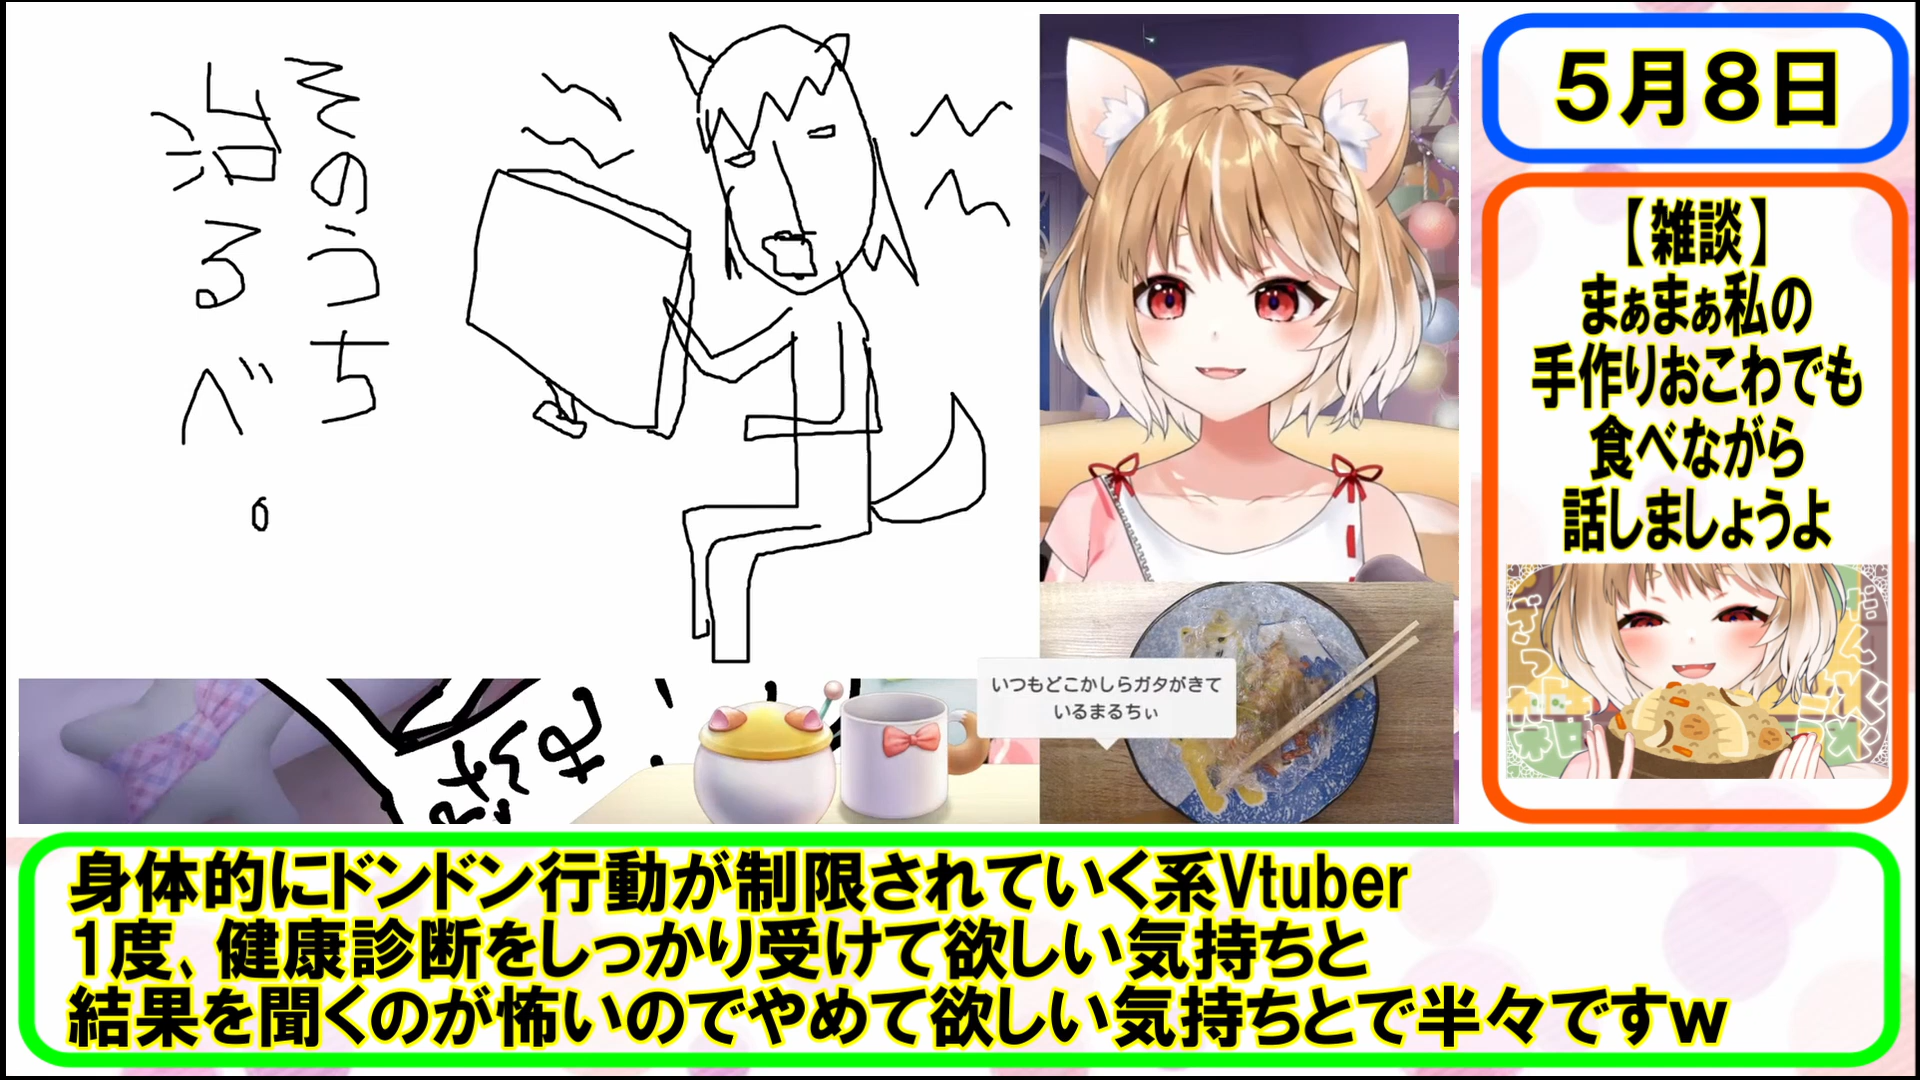 そのうち
治るべ。
5月8日
【雑談】
まぁまぁ私の
手作りおこわでも
食べながら
話しましょうよ
いつもどこかしらガタがきて
いるまるちぃ
身体的にドンドン行動が制限されていく系Vtuber
1度、健康診断をしっかり受けて欲しい気持ちと
結果を聞くのが怖いのでやめて欲しい気持ちとで半々ですｗ